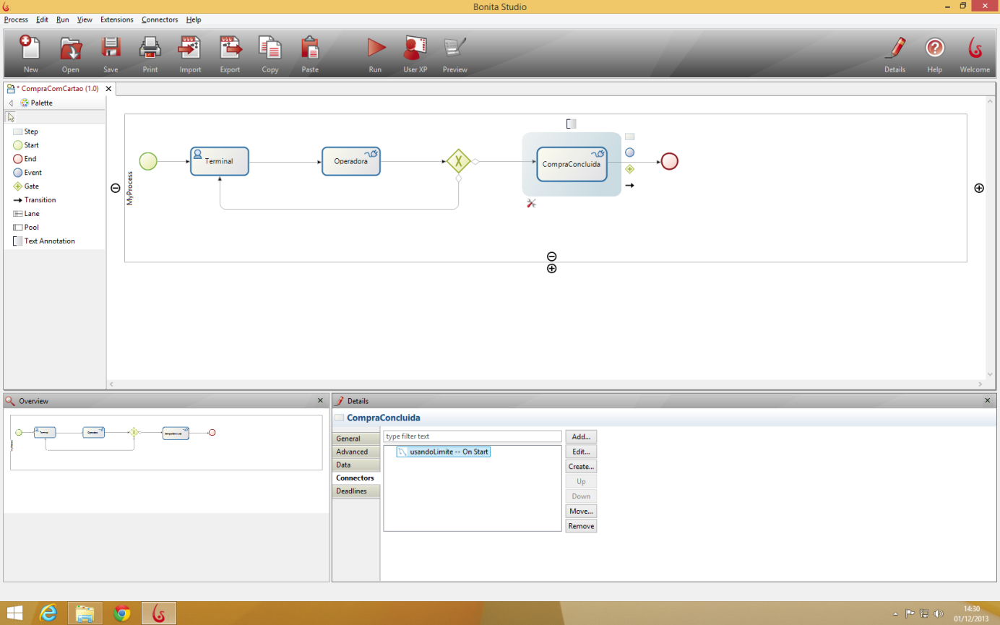 Bonita Studio
Process Edit Run View Extensions Connectors Help
New Open Save Print Import Export Copy Paste Run User XP Preview Details Help Welcome
* CompraComCartao (1.0)
Palette
Step
Start
End
Event
Gate
Transition
Lane
Pool
Text Annotation
MyProcess
Terminal
Operadora
X
CompraConcluida
Overview
Terminal
Operadora
CompraConcluida
Details
CompraConcluida
General
Advanced
Data
Connectors
Deadlines
type filter text
usandoLimite -- On Start
Add...
Edit...
Create...
Up
Down
Move...
Remove
14:30
01/12/2013